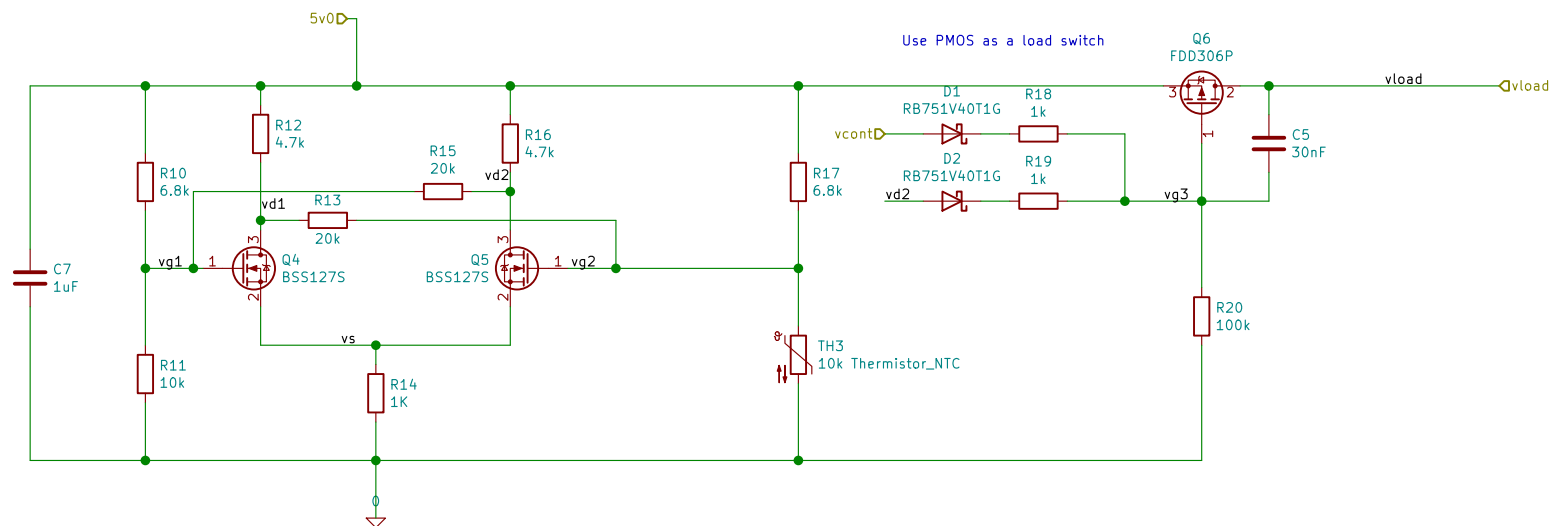 5v0
Use PMOS as a load switch
Q6
FDD306P
3
2
1
vload
vload
D1
RB751V40T1G
R18
1k
vcont
C5
30nF
D2
RB751V40T1G
R19
1k
vd2
vg3
R12
4.7k
R16
4.7k
R15
20k
vd2
R10
6.8k
R17
6.8k
vd1
R13
20k
3
Q4
BSS127S
1
2
vg1
3
Q5
BSS127S
1
2
vg2
C7
1uF
R20
100k
vs
TH3
10k Thermistor_NTC
R11
10k
R14
1K
0